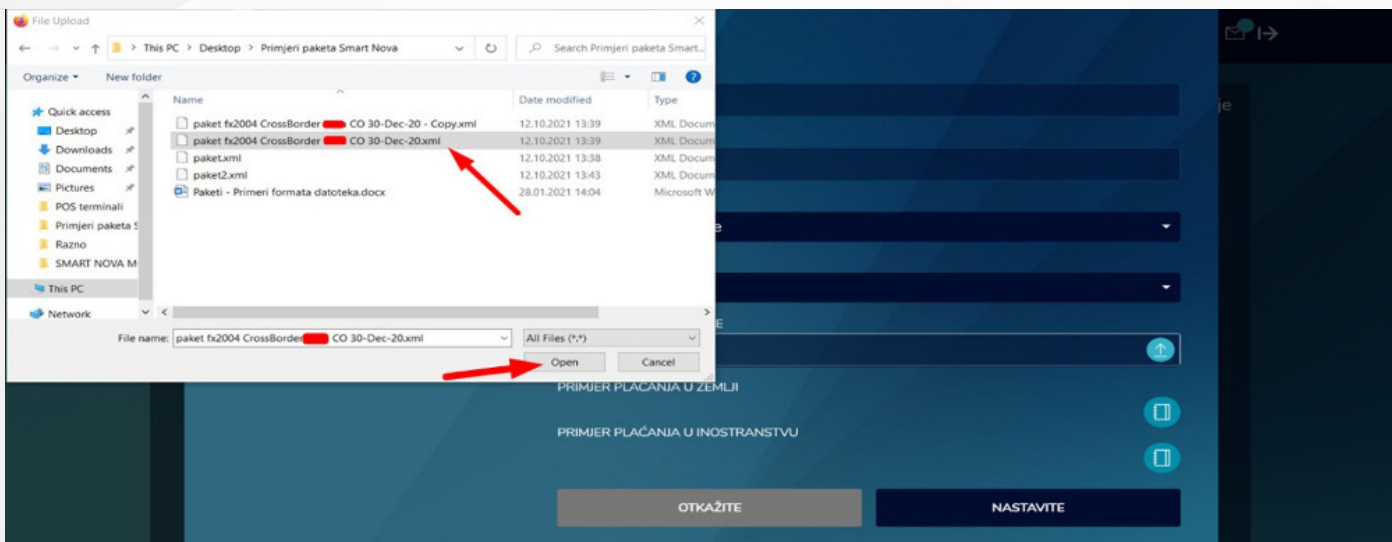 File Upload
This PC > Desktop > Primjeri paketa Smart Nova
Search Primjeri paketa Smart...
Organize
New folder
Name
Date modified
Type
Quick access
Desktop
Downloads
Documents
Pictures
POS terminali
Primjeri paketa S
Razno
SMART NOVA M
This PC
Network
paket fx2004 CrossBorder CO 30-Dec-20 - Copy.xml 12.10.2021 13:39 XML Docum
paket fx2004 CrossBorder CO 30-Dec-20.xml 12.10.2021 13:39 XML Docum
paket.xml 12.10.2021 13:38 XML Docum
paket2.xml 12.10.2021 13:43 XML Docum
Paketi - Primeri formata datoteka.docx 28.01.2021 14:04 Microsoft W
File name: paket fx2004 CrossBorder CO 30-Dec-20.xml
All Files (*.*)
Open
Cancel
je
e
E
PRIMJER PLAĆANJA U ZEMLJI
PRIMJER PLAĆANJA U INOSTRANSTVU
OTKAŽITE
NASTAVITE